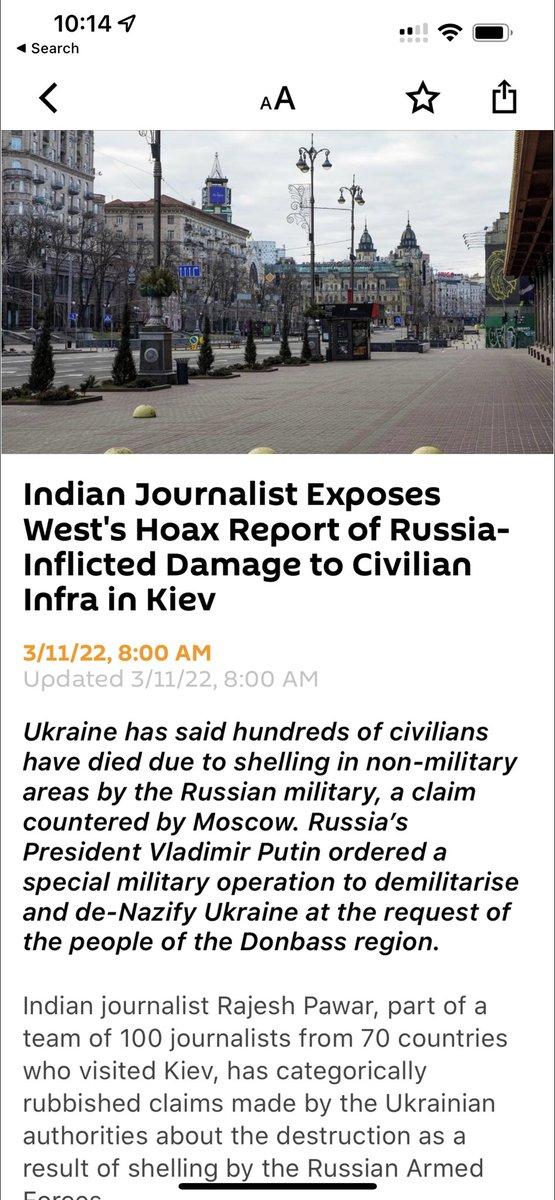 10:14
Search
AA
Indian Journalist Exposes
West's Hoax Report of Russia-
Inflicted Damage to Civilian
Infra in Kiev
3/11/22, 8:00 AM
Updated 3/11/22, 8:00 AM
Ukraine has said hundreds of civilians
have died due to shelling in non-military
areas by the Russian military, a claim
countered by Moscow. Russia’s
President Vladimir Putin ordered a
special military operation to demilitarise
and de-Nazify Ukraine at the request of
the people of the Donbass region.
Indian journalist Rajesh Pawar, part of a
team of 100 journalists from 70 countries
who visited Kiev, has categorically
rubbished claims made by the Ukrainian
authorities about the destruction as a
result of shelling by the Russian Armed
Forces